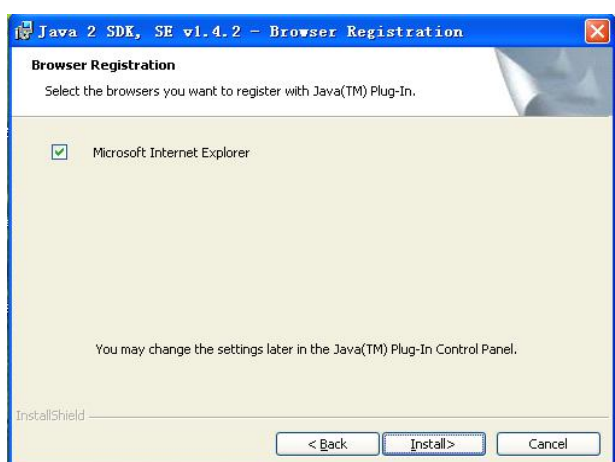 Java 2 SDK, SE v1.4.2 - Browser Registration
Browser Registration
Select the browsers you want to register with Java(TM) Plug-In.
Microsoft Internet Explorer
You may change the settings later in the Java(TM) Plug-In Control Panel.
InstallShield
< Back Install> Cancel